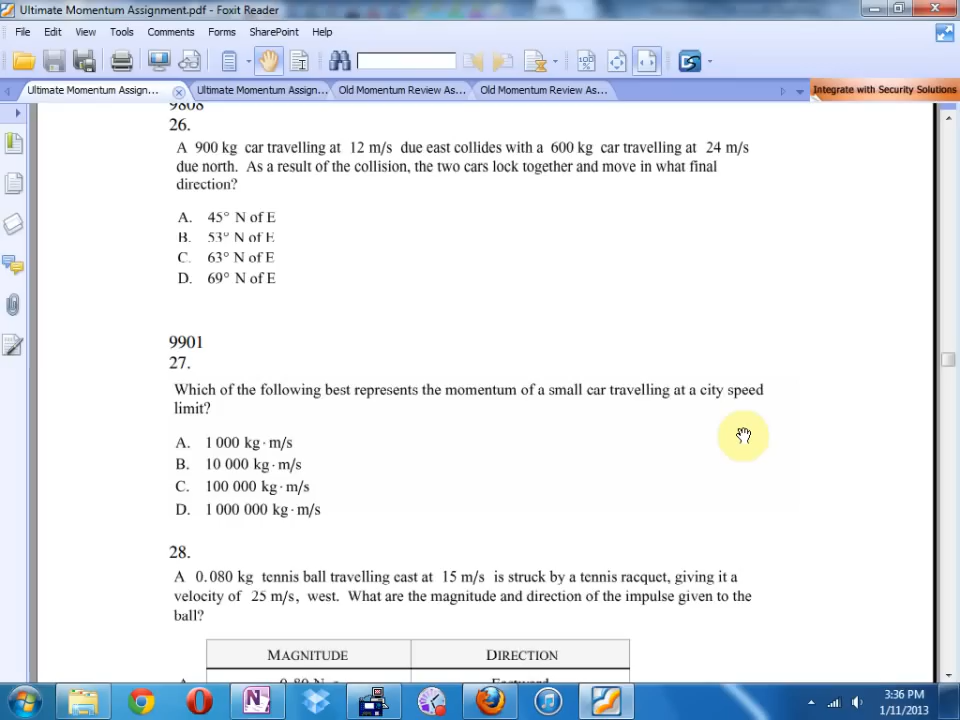 Ultimate Momentum Assignment.pdf - Foxit Reader
File Edit View Tools Comments Forms SharePoint Help
Ultimate Momentum Assign... Ultimate Momentum Assign... Old Momentum Review As... Old Momentum Review As... Integrate with Security Solutions
9808
26.
A 900 kg car travelling at 12 m/s due east collides with a 600 kg car travelling at 24 m/s
due north. As a result of the collision, the two cars lock together and move in what final
direction?
A. 45° N of E
B. 53° N of E
C. 63° N of E
D. 69° N of E
9901
27.
Which of the following best represents the momentum of a small car travelling at a city speed
limit?
A. 1 000 kg·m/s
B. 10 000 kg·m/s
C. 100 000 kg·m/s
D. 1 000 000 kg·m/s
28.
A 0.080 kg tennis ball travelling east at 15 m/s is struck by a tennis racquet, giving it a
velocity of 25 m/s, west. What are the magnitude and direction of the impulse given to the
ball?
MAGNITUDE DIRECTION
A. 0.80 N Eastward
3:36 PM
1/11/2013